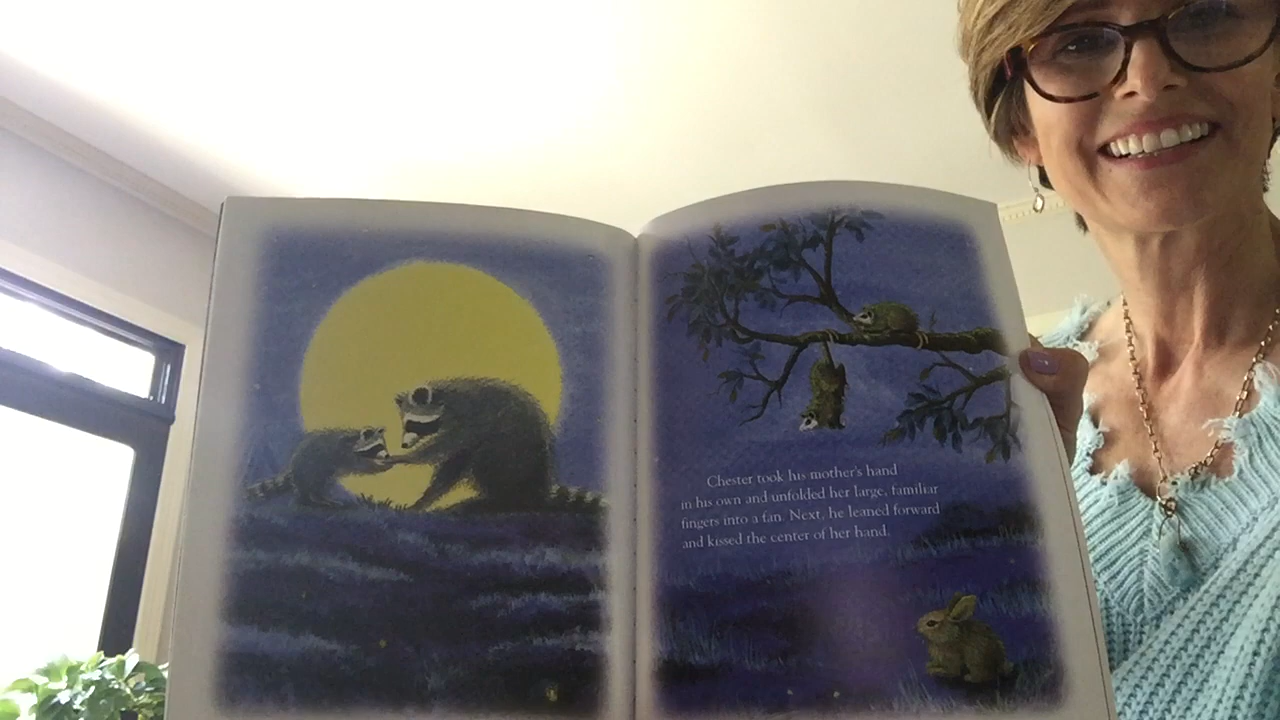 Chester took his mother's hand
in his own and unfolded her large, familiar
fingers into a fan. Next, he leaned forward
and kissed the center of her hand.